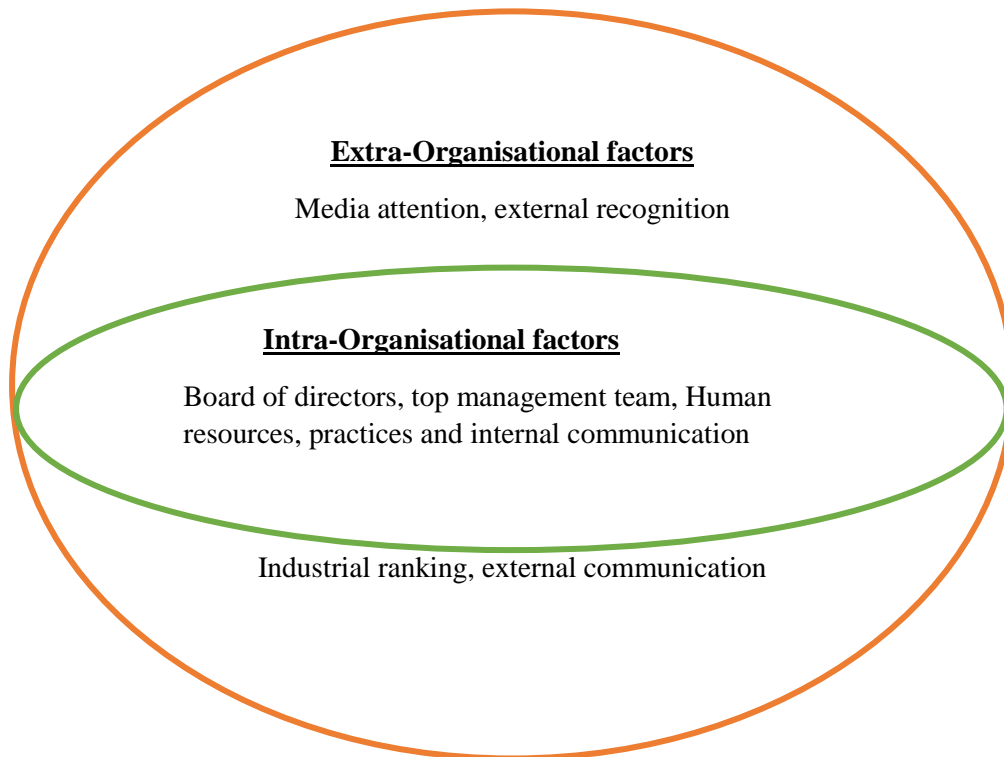 Extra-Organisational factors
Media attention, external recognition
Intra-Organisational factors
Board of directors, top management team, Human
resources, practices and internal communication
Industrial ranking, external communication